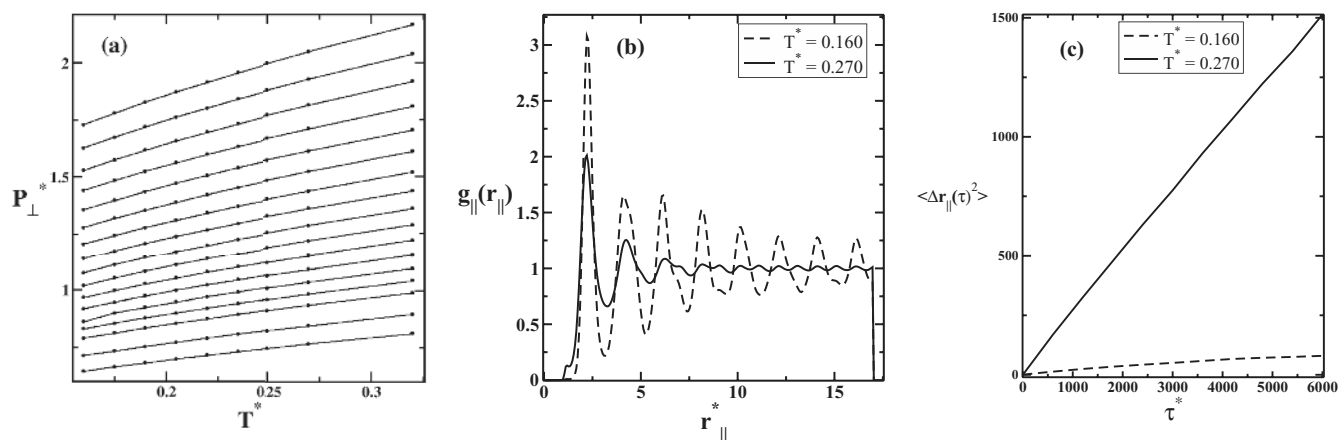 (a)
2
1.5
1
0.2
0.25
0.3
P⊥*
T*
(b)
T* = 0.160
T* = 0.270
3
2.5
2
1.5
1
0.5
0
0
5
10
15
g||(r||)
r||*
(c)
T* = 0.160
T* = 0.270
1500
1000
500
0
0
1000
2000
3000
4000
5000
6000
<Δr||(τ)²>
τ*